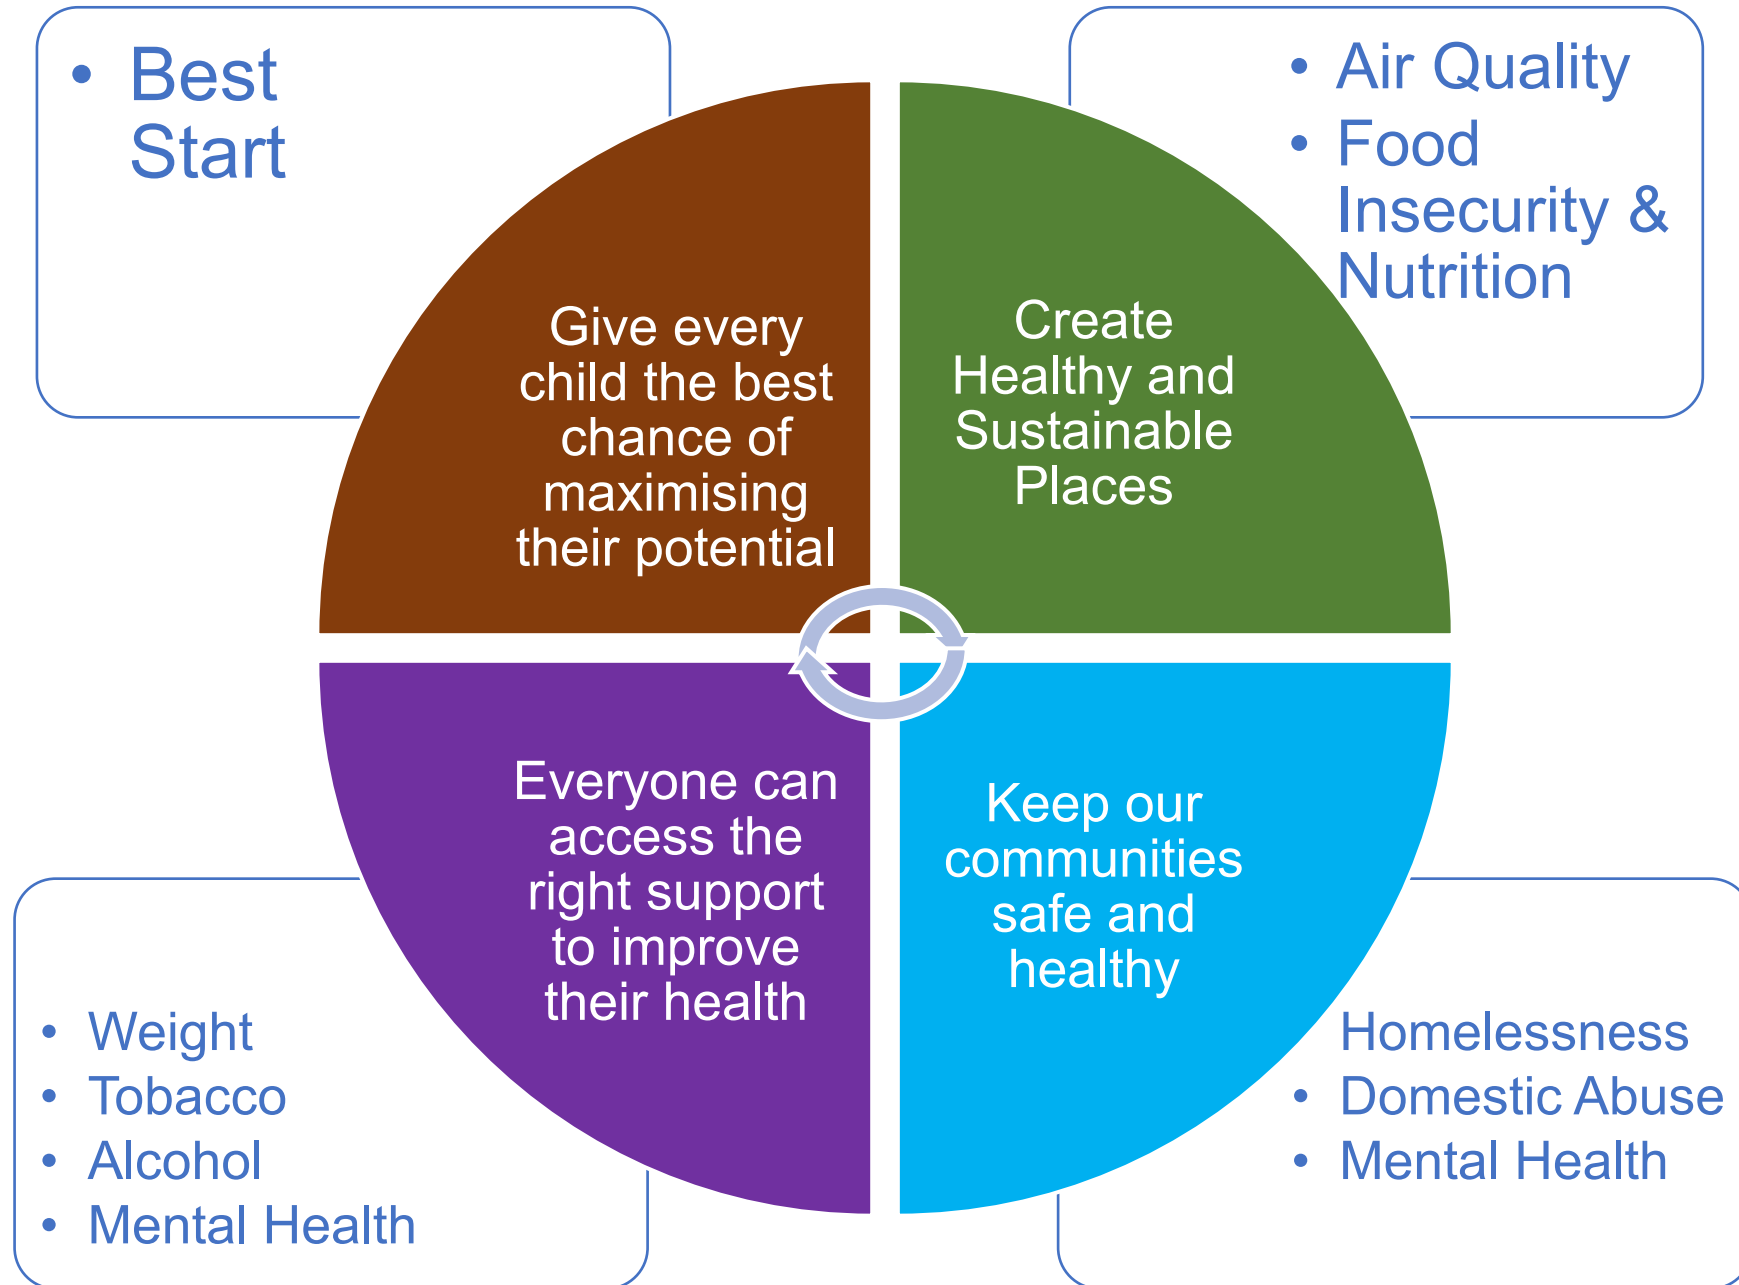 • Best
Start
• Air Quality
• Food
Insecurity &
Nutrition
Give every
child the best
chance of
maximising
their potential
Create
Healthy and
Sustainable
Places
Everyone can
access the
right support
to improve
their health
Keep our
communities
safe and
healthy
• Weight
• Tobacco
• Alcohol
• Mental Health
Homelessness
• Domestic Abuse
• Mental Health